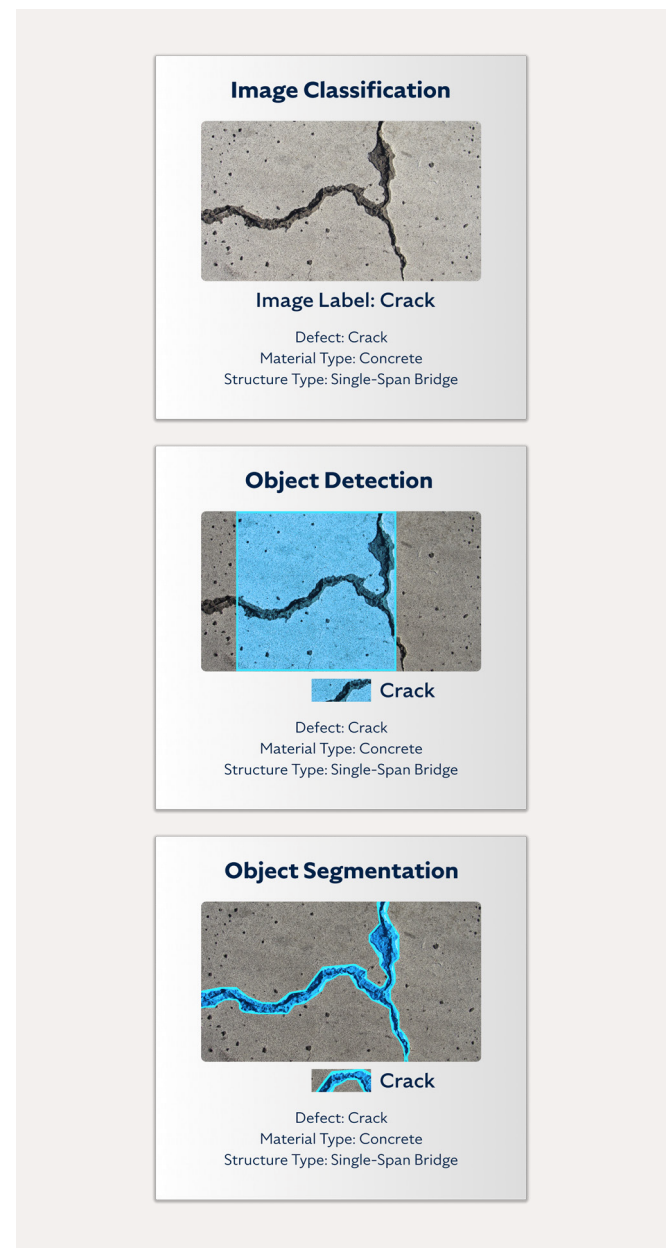 Image Classification
Image Label: Crack
Defect: Crack
Material Type: Concrete
Structure Type: Single-Span Bridge
Object Detection
Crack
Defect: Crack
Material Type: Concrete
Structure Type: Single-Span Bridge
Object Segmentation
Crack
Defect: Crack
Material Type: Concrete
Structure Type: Single-Span Bridge